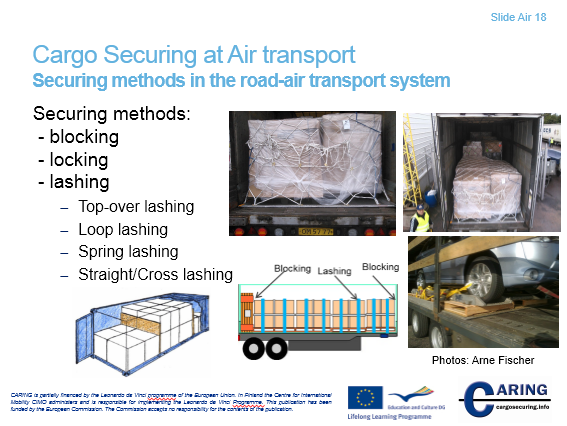 Slide Air 18
Cargo Securing at Air transport
Securing methods in the road-air transport system
Securing methods:
- blocking
- locking
- lashing
– Top-over lashing
– Loop lashing
– Spring lashing
– Straight/Cross lashing
Blocking Lashing Blocking
Photos: Arne Fischer
CARING is partially financed by the Leonardo da Vinci programme of the European Union. In Finland the Centre for International
Mobility CIMO administers and is responsible for implementing the Leonardo da Vinci Programme. This publication has been
funded by the European Commission. The Commission accepts no responsibility for the contents of the publication.
Education and Culture DG
Lifelong Learning Programme
CARING
cargosecuring.info